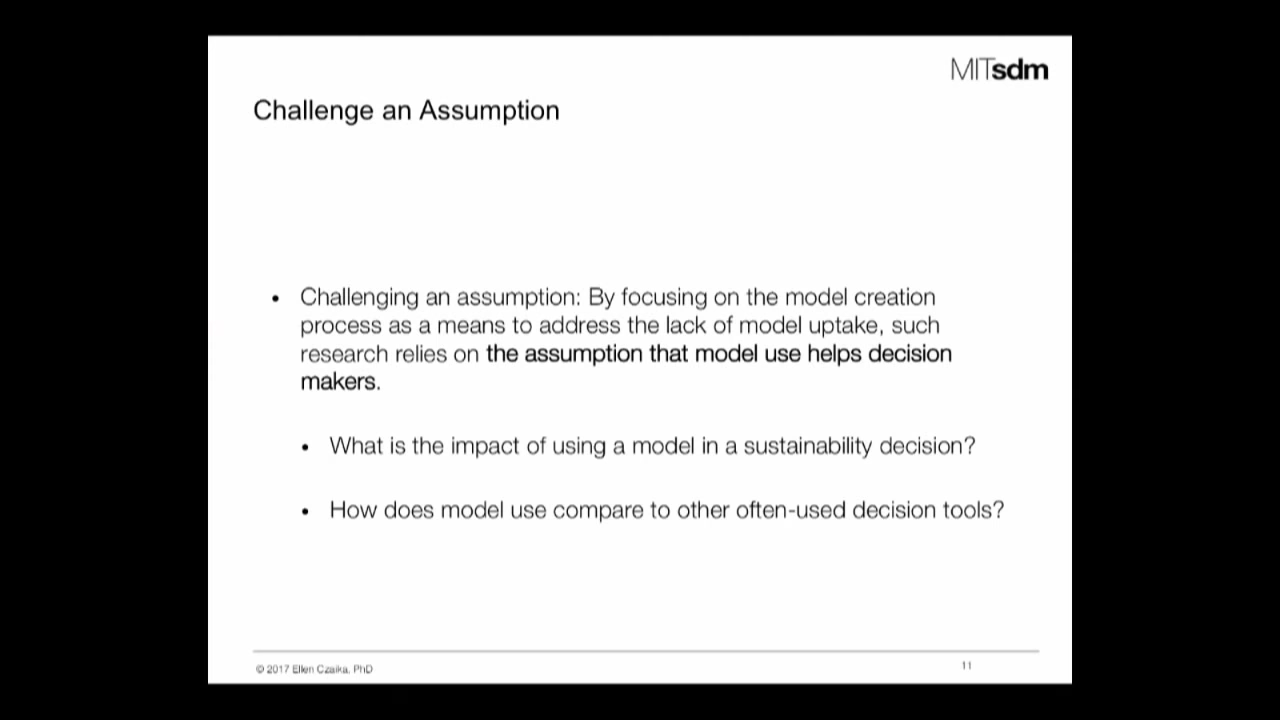 MITsdm
Challenge an Assumption
• Challenging an assumption: By focusing on the model creation
process as a means to address the lack of model uptake, such
research relies on the assumption that model use helps decision
makers.
• What is the impact of using a model in a sustainability decision?
• How does model use compare to other often-used decision tools?
© 2017 Ellen Czaika, PhD
11